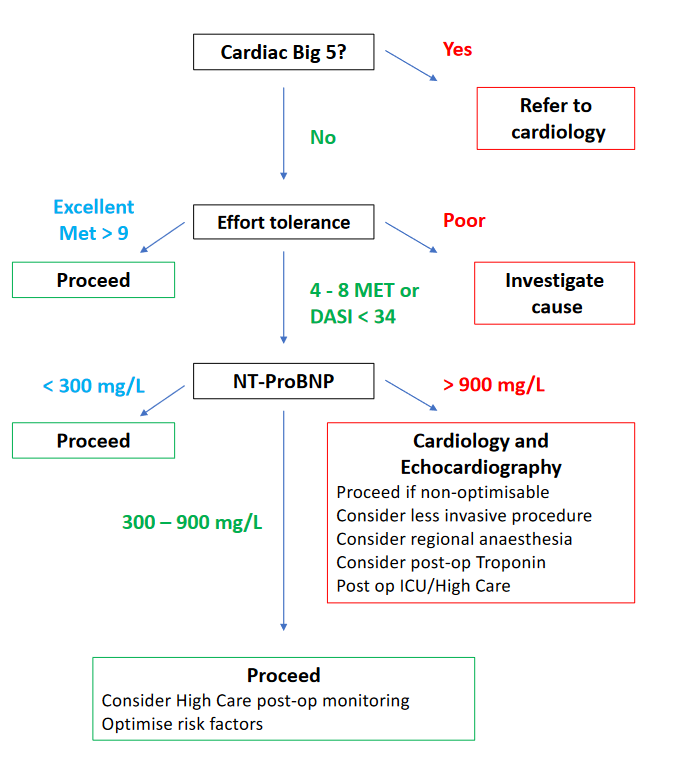 Cardiac Big 5?
Yes
Refer to
cardiology
No
Excellent
Met > 9
Effort tolerance
Poor
Proceed
Investigate
cause
4 - 8 MET or
DASI < 34
< 300 mg/L
NT-ProBNP
> 900 mg/L
Proceed
Cardiology and
Echocardiography
Proceed if non-optimisable
Consider less invasive procedure
Consider regional anaesthesia
Consider post-op Troponin
Post op ICU/High Care
300 – 900 mg/L
Proceed
Consider High Care post-op monitoring
Optimise risk factors